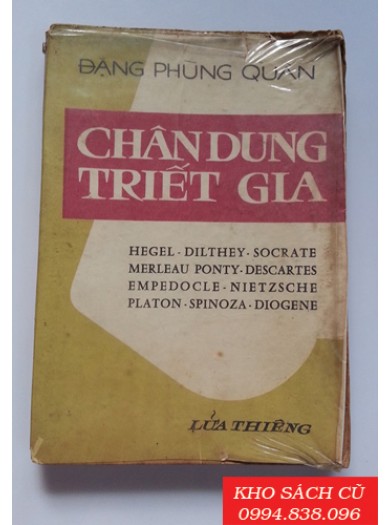 ĐẶNG PHÙNG QUÂN
CHÂN DUNG
TRIẾT GIA
HEGEL · DILTHEY · SOCRATE
MERLEAU PONTY · DESCARTES
EMPEDOCLE · NIETZSCHE
PLATON · SPINOZA · DIOGENE
LỬA THIÊNG
KHO SÁCH CŨ
0994.838.096